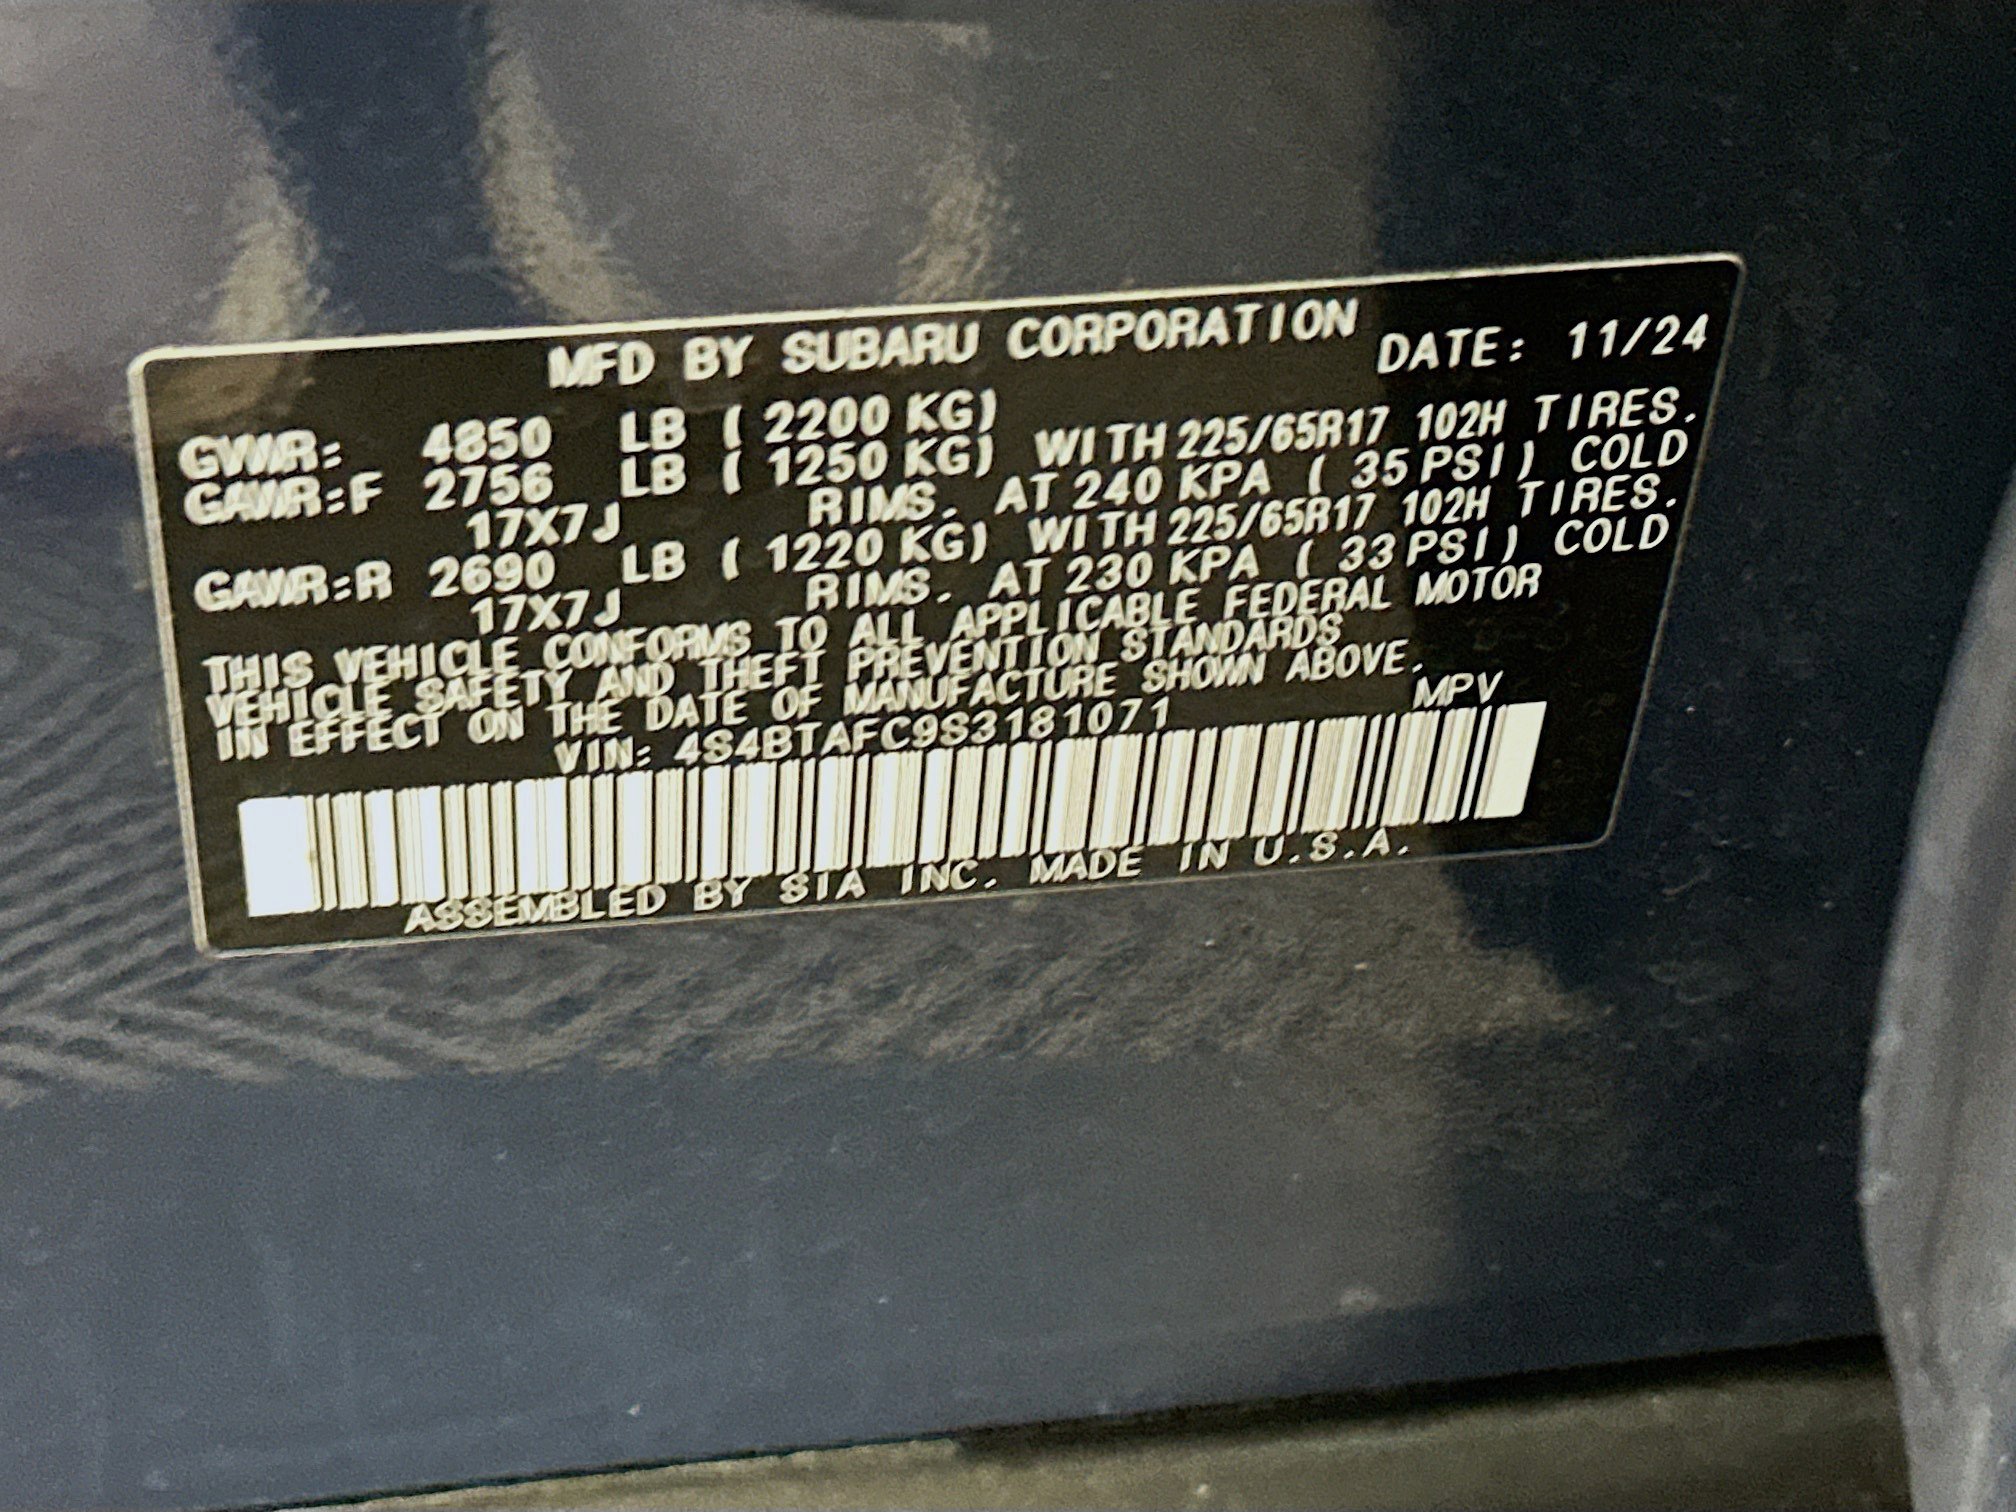 MFD BY SUBARU CORPORATION DATE: 11/24
GVWR: 4850 LB ( 2200 KG)
GAWR:F 2756 LB ( 1250 KG) WITH 225/65R17 102H TIRES.
17X7J RIMS. AT 240 KPA ( 35 PSI) COLD
GAWR:R 2690 LB ( 1220 KG) WITH 225/65R17 102H TIRES.
17X7J RIMS. AT 230 KPA ( 33 PSI) COLD
THIS VEHICLE CONFORMS TO ALL APPLICABLE FEDERAL MOTOR
VEHICLE SAFETY AND THEFT PREVENTION STANDARDS
IN EFFECT ON THE DATE OF MANUFACTURE SHOWN ABOVE.
VIN: 4S4BTAFC9S3181071 MPV
ASSEMBLED BY SIA INC. MADE IN U.S.A.